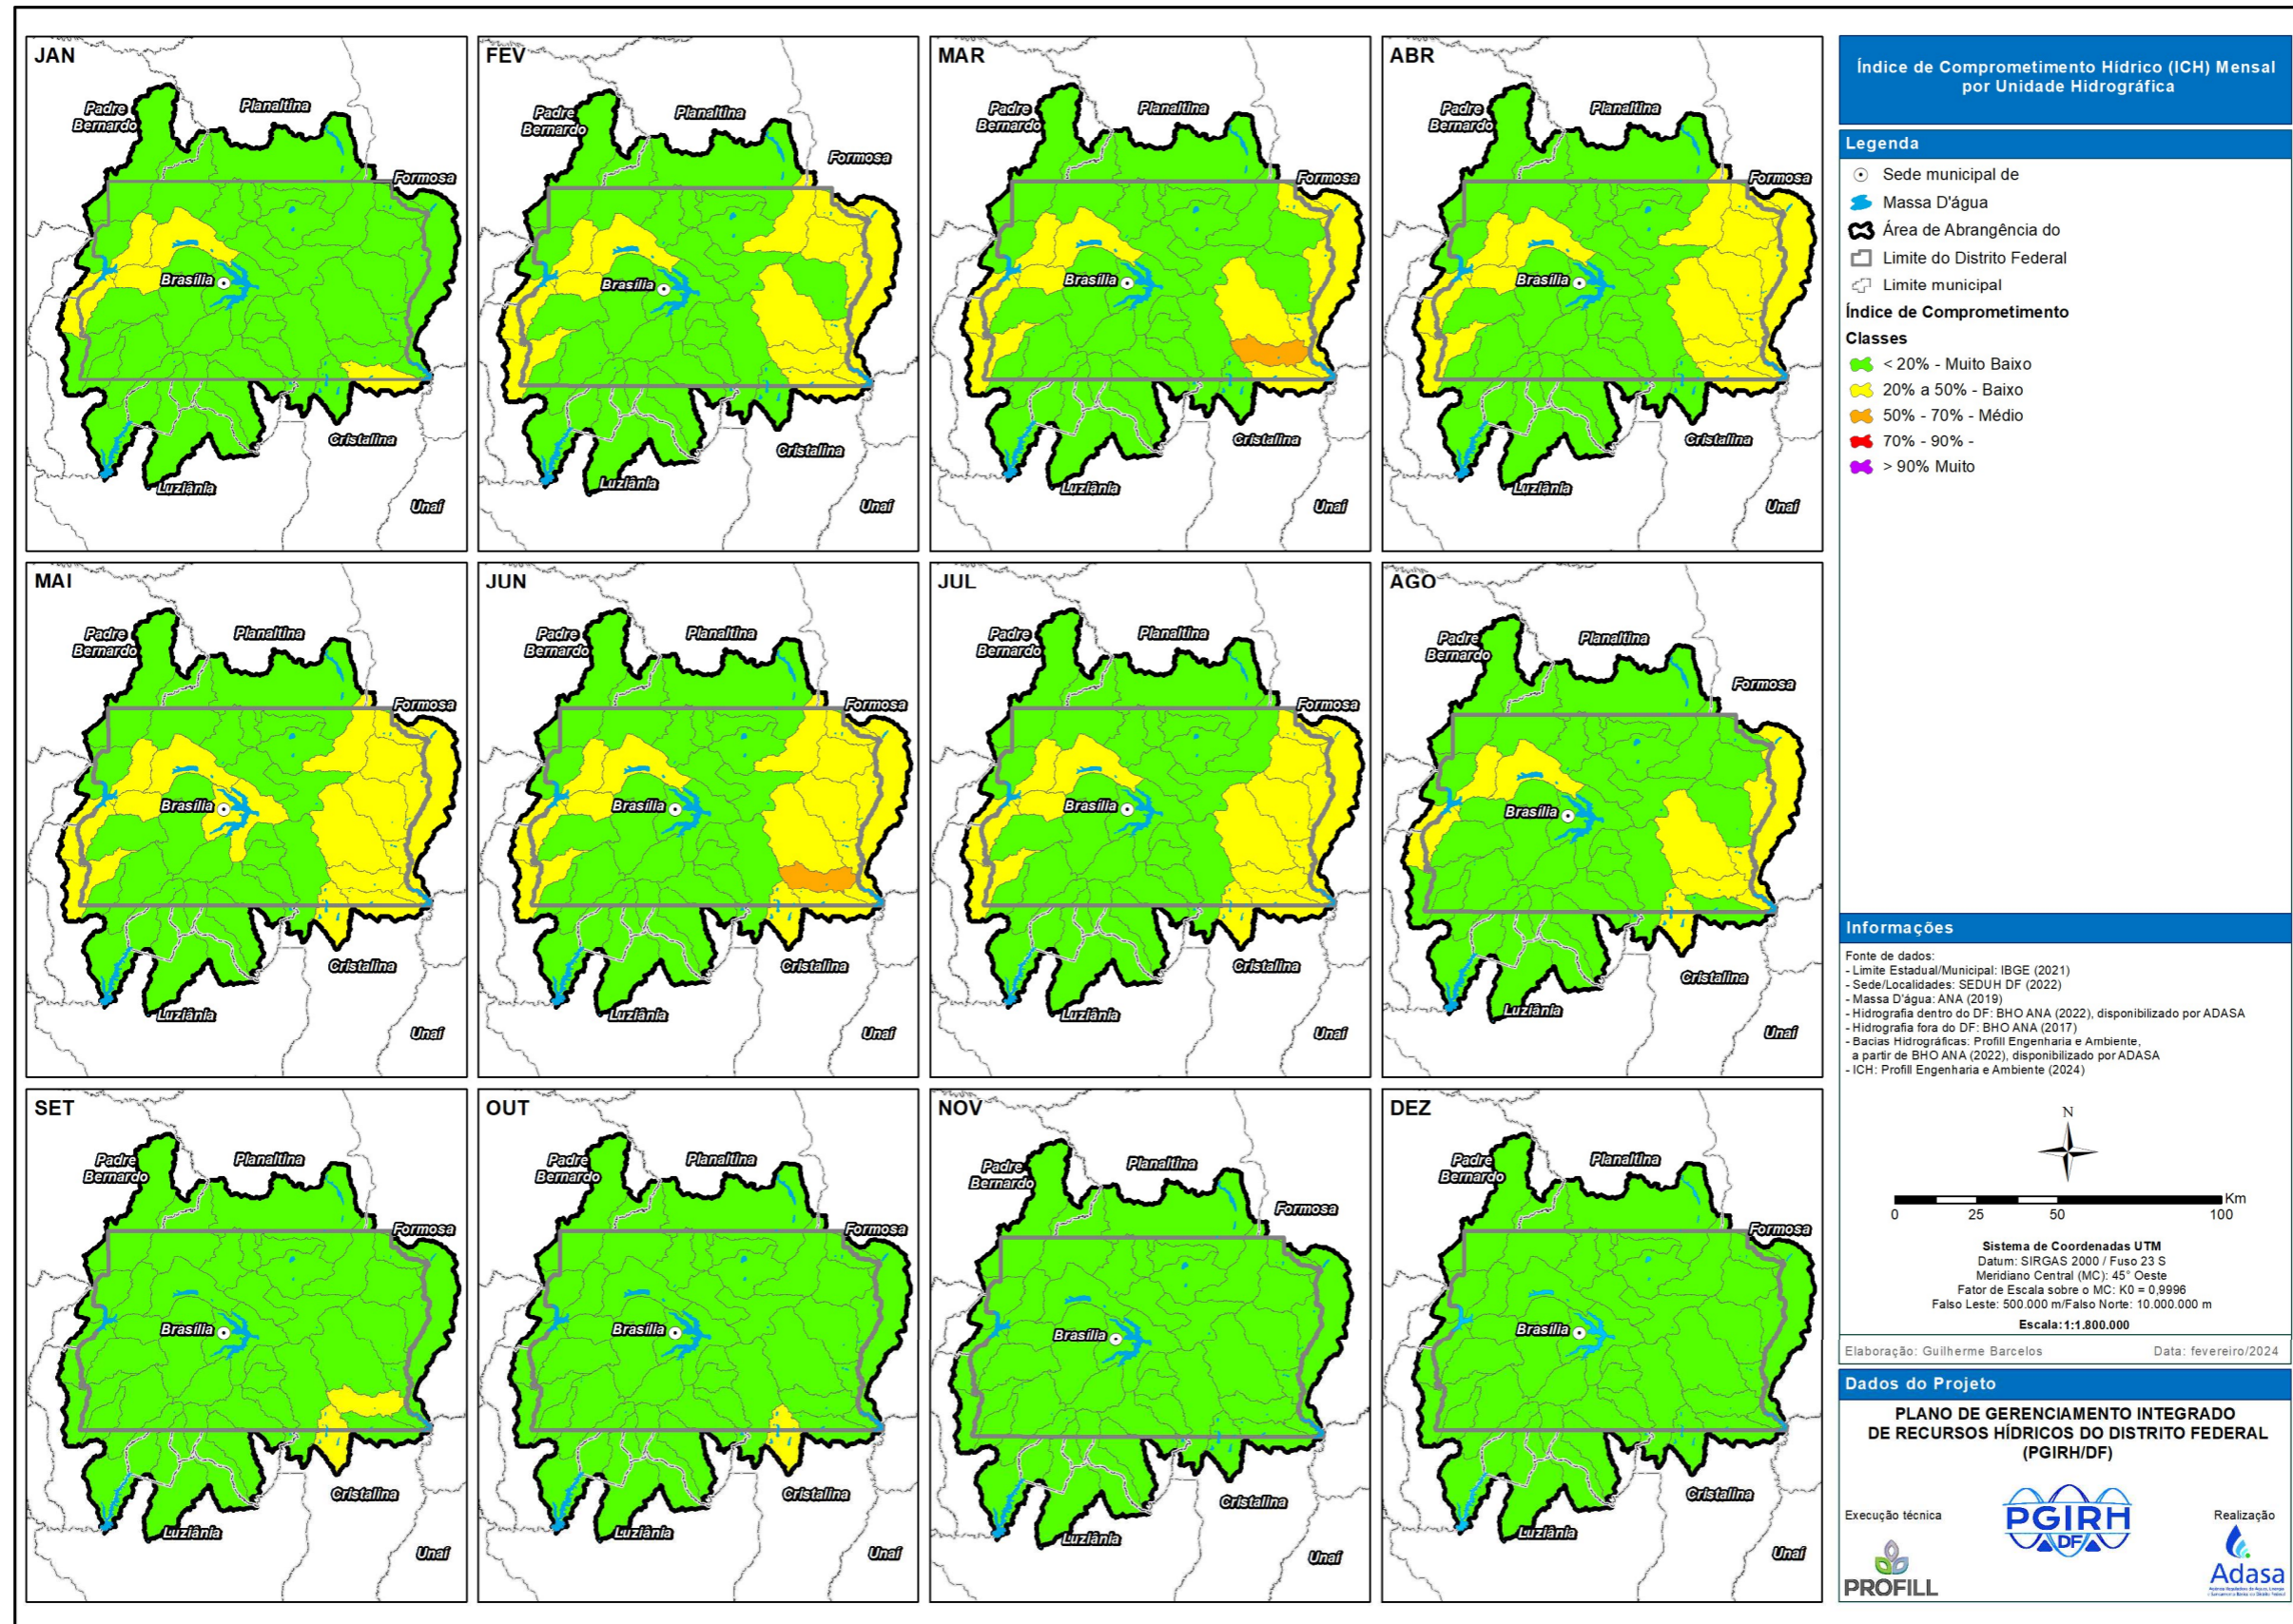 JAN
Padre
Bernardo
Planaltina
Formosa
Brasília
Cristalina
Luziânia
Unaí
FEV
Padre
Bernardo
Planaltina
Formosa
Brasília
Cristalina
Luziânia
Unaí
MAR
Padre
Bernardo
Planaltina
Formosa
Brasília
Cristalina
Luziânia
Unaí
ABR
Padre
Bernardo
Planaltina
Formosa
Brasília
Cristalina
Luziânia
Unaí
MAI
Padre
Bernardo
Planaltina
Formosa
Brasília
Cristalina
Luziânia
Unaí
JUN
Padre
Bernardo
Planaltina
Formosa
Brasília
Cristalina
Luziânia
Unaí
JUL
Padre
Bernardo
Planaltina
Formosa
Brasília
Cristalina
Luziânia
Unaí
AGO
Padre
Bernardo
Planaltina
Formosa
Brasília
Cristalina
Luziânia
Unaí
SET
Padre
Bernardo
Planaltina
Formosa
Brasília
Cristalina
Luziânia
Unaí
OUT
Padre
Bernardo
Planaltina
Formosa
Brasília
Cristalina
Luziânia
Unaí
NOV
Padre
Bernardo
Planaltina
Formosa
Brasília
Cristalina
Luziânia
Unaí
DEZ
Padre
Bernardo
Planaltina
Formosa
Brasília
Cristalina
Luziânia
Unaí
Índice de Comprometimento Hídrico (ICH) Mensal
por Unidade Hidrográfica
Legenda
Sede municipal de
Massa D'água
Área de Abrangência do
Limite do Distrito Federal
Limite municipal
Índice de Comprometimento
Classes
< 20% - Muito Baixo
20% a 50% - Baixo
50% - 70% - Médio
70% - 90% -
> 90% Muito
Informações
Fonte de dados:
- Limite Estadual/Municipal: IBGE (2021)
- Sede/Localidades: SEDUH DF (2022)
- Massa D'água: ANA (2019)
- Hidrografia dentro do DF: BHO ANA (2022), disponibilizado por ADASA
- Hidrografia fora do DF: BHO ANA (2017)
- Bacias Hidrográficas: Profill Engenharia e Ambiente,
a partir de BHO ANA (2022), disponibilizado por ADASA
- ICH: Profill Engenharia e Ambiente (2024)
N
Km
0 25 50 100
Sistema de Coordenadas UTM
Datum: SIRGAS 2000 / Fuso 23 S
Meridiano Central (MC): 45° Oeste
Fator de Escala sobre o MC: K0 = 0,9996
Falso Leste: 500.000 m/Falso Norte: 10.000.000 m
Escala:1:1.800.000
Elaboração: Guilherme Barcelos Data: fevereiro/2024
Dados do Projeto
PLANO DE GERENCIAMENTO INTEGRADO
DE RECURSOS HÍDRICOS DO DISTRITO FEDERAL
(PGIRH/DF)
Execução técnica
PROFILL
PGIRH
DF
Realização
Adasa